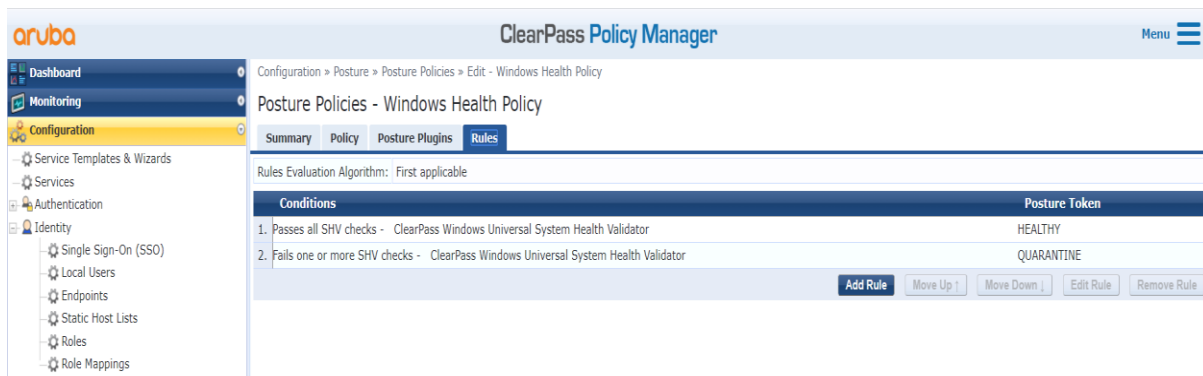 aruba
ClearPass Policy Manager
Menu
Dashboard
Monitoring
Configuration
Service Templates & Wizards
Services
Authentication
Identity
Single Sign-On (SSO)
Local Users
Endpoints
Static Host Lists
Roles
Role Mappings
Configuration » Posture » Posture Policies » Edit - Windows Health Policy
Posture Policies - Windows Health Policy
Summary Policy Posture Plugins Rules
Rules Evaluation Algorithm: First applicable
Conditions Posture Token
1. Passes all SHV checks - ClearPass Windows Universal System Health Validator HEALTHY
2. Fails one or more SHV checks - ClearPass Windows Universal System Health Validator QUARANTINE
Add Rule Move Up ↑ Move Down ↓ Edit Rule Remove Rule